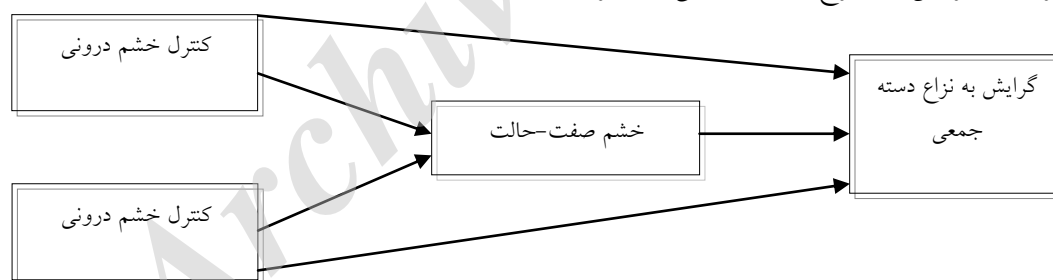 کنترل خشم درونی
گرایش به نزاع دسته
جمعی
خشم صفت-حالت
کنترل خشم درونی